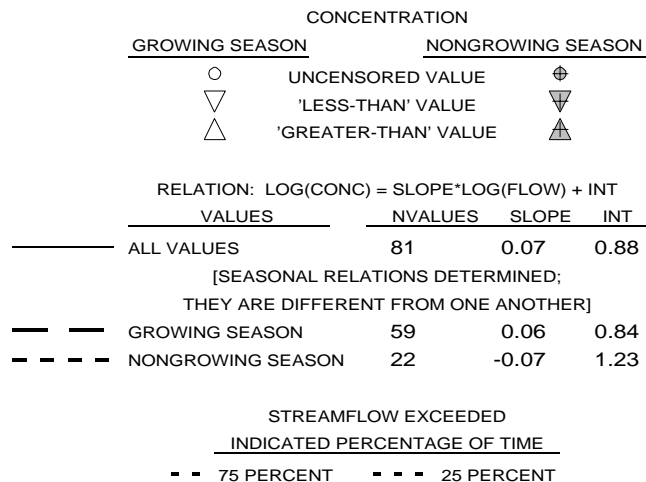 CONCENTRATION
GROWING SEASON NONGROWING SEASON
UNCENSORED VALUE
'LESS-THAN' VALUE
'GREATER-THAN' VALUE
RELATION: LOG(CONC) = SLOPE*LOG(FLOW) + INT
VALUES NVALUES SLOPE INT
ALL VALUES 81 0.07 0.88
[SEASONAL RELATIONS DETERMINED;
THEY ARE DIFFERENT FROM ONE ANOTHER]
GROWING SEASON 59 0.06 0.84
NONGROWING SEASON 22 -0.07 1.23
STREAMFLOW EXCEEDED
INDICATED PERCENTAGE OF TIME
75 PERCENT 25 PERCENT